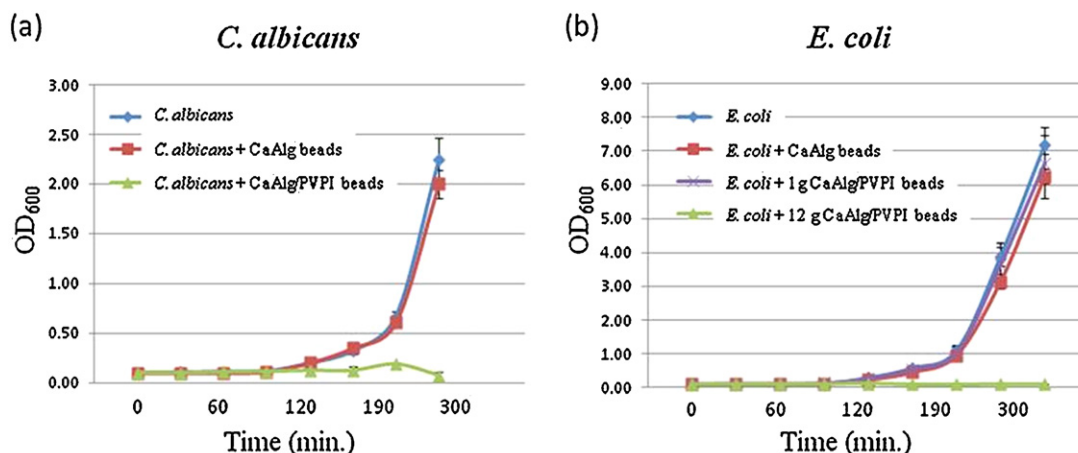 (a)
C. albicans
3.00
2.50
2.00
1.50
1.00
0.50
0.00
OD600
C. albicans
C. albicans + CaAlg beads
C. albicans + CaAlg/PVPI beads
0 60 120 190 300
Time (min.)
(b)
E. coli
9.00
8.00
7.00
6.00
5.00
4.00
3.00
2.00
1.00
0.00
OD600
E. coli
E. coli + CaAlg beads
E. coli + 1 g CaAlg/PVPI beads
E. coli + 12 g CaAlg/PVPI beads
0 60 120 190 300
Time (min.)